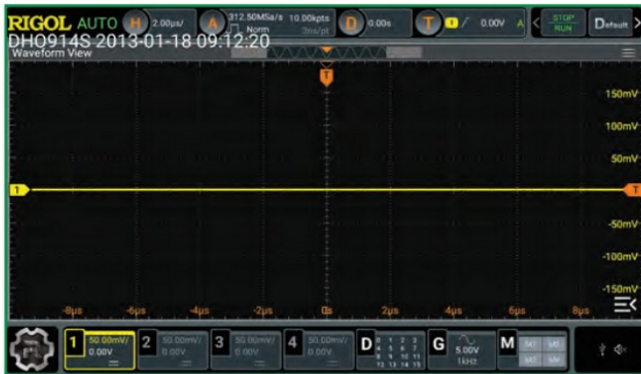 RIGOL AUTO H 2.00μs/ A 312.50MSa/s 10.00kpts D 0.00s T 1 0.00V A STOP Default
Norm 3ns/pt RUN
DHO914S 2013-01-18 09:12:20
Waveform View
T
150mV
100mV
50mV
1 T
-50mV
-100mV
-150mV
-8μs -6μs -4μs -2μs 0s 2μs 4μs 6μs 8μs
1 50.00mV/ 2 50.00mV/ 3 50.00mV/ 4 50.00mV/ D 0 1 2 3 G 5.00V M M1 M3
0.00V 0.00V 0.00V 0.00V 4 5 6 7 1kHz M2 M4
8 9 10 11
12 13 14 15